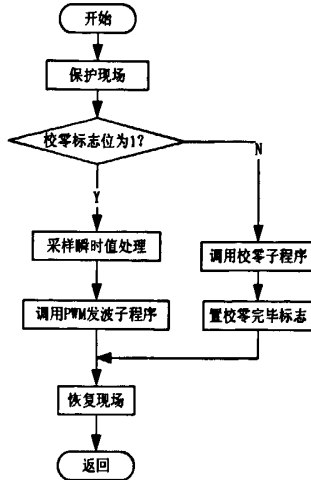 开始
保护现场
校零标志位为1?
N
Y
采样瞬时值处理
调用校零子程序
调用PWM发波子程序
置校零完毕标志
恢复现场
返回